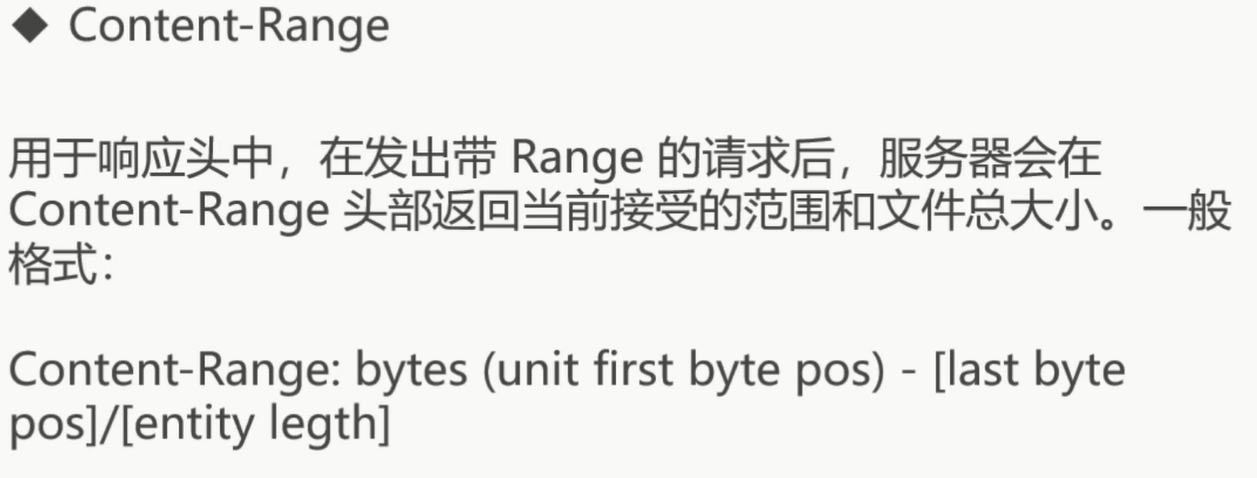 ◆ Content-Range
用于响应头中，在发出带 Range 的请求后，服务器会在
Content-Range 头部返回当前接受的范围和文件总大小。一般
格式：
Content-Range: bytes (unit first byte pos) - [last byte
pos]/[entity legth]